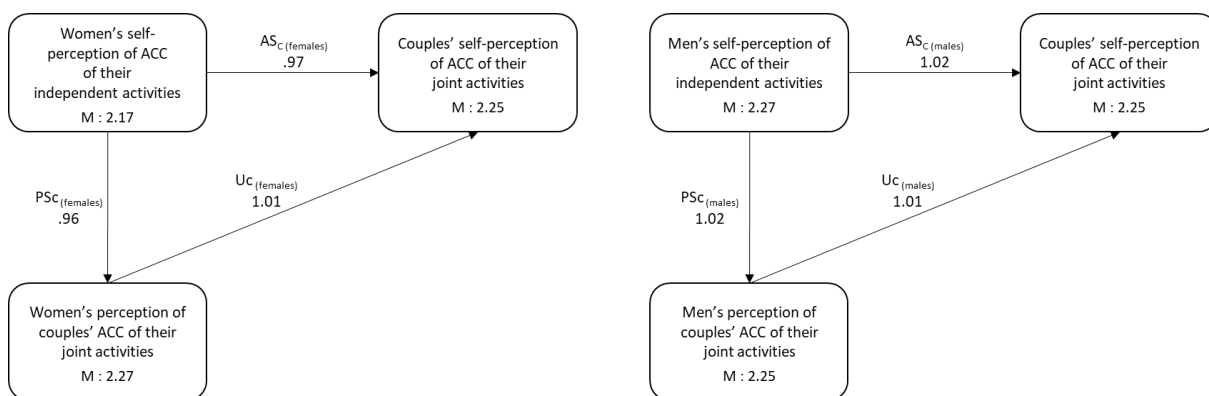 Women's self-
perception of ACC
of their
independent activities
M : 2.17
AS C (females)
.97
Couples' self-perception
of ACC of their
joint activities
M : 2.25
PSc (females)
.96
Uc (females)
1.01
Women's perception of
couples' ACC of their
joint activities
M : 2.27
Men's self-perception of
ACC of their
independent activities
M : 2.27
AS C (males)
1.02
Couples' self-perception
of ACC of their
joint activities
M : 2.25
PSc (males)
1.02
Uc (males)
1.01
Men's perception of
couples' ACC of their
joint activities
M : 2.25